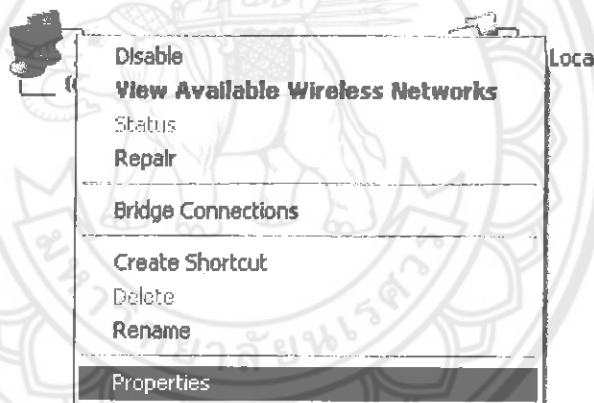 Disable
Loca
View Available Wireless Networks
Status
Repair
Bridge Connections
Create Shortcut
Delete
Rename
Properties